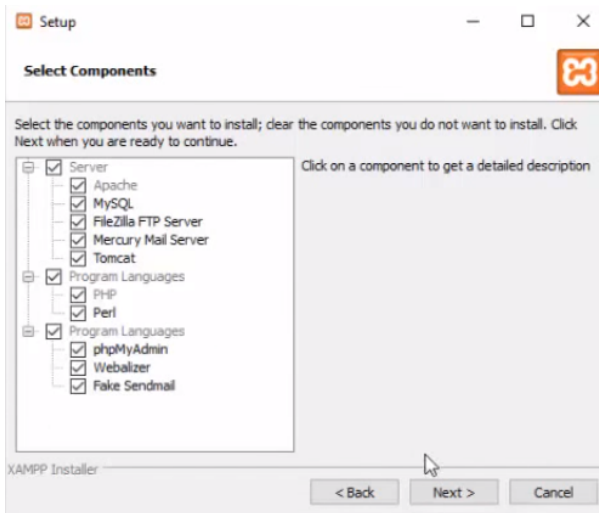 Setup
Select Components
Select the components you want to install; clear the components you do not want to install. Click
Next when you are ready to continue.
Server
Apache
MySQL
FileZilla FTP Server
Mercury Mail Server
Tomcat
Program Languages
PHP
Perl
Program Languages
phpMyAdmin
Webalizer
Fake Sendmail
Click on a component to get a detailed description
XAMPP Installer
< Back
Next >
Cancel